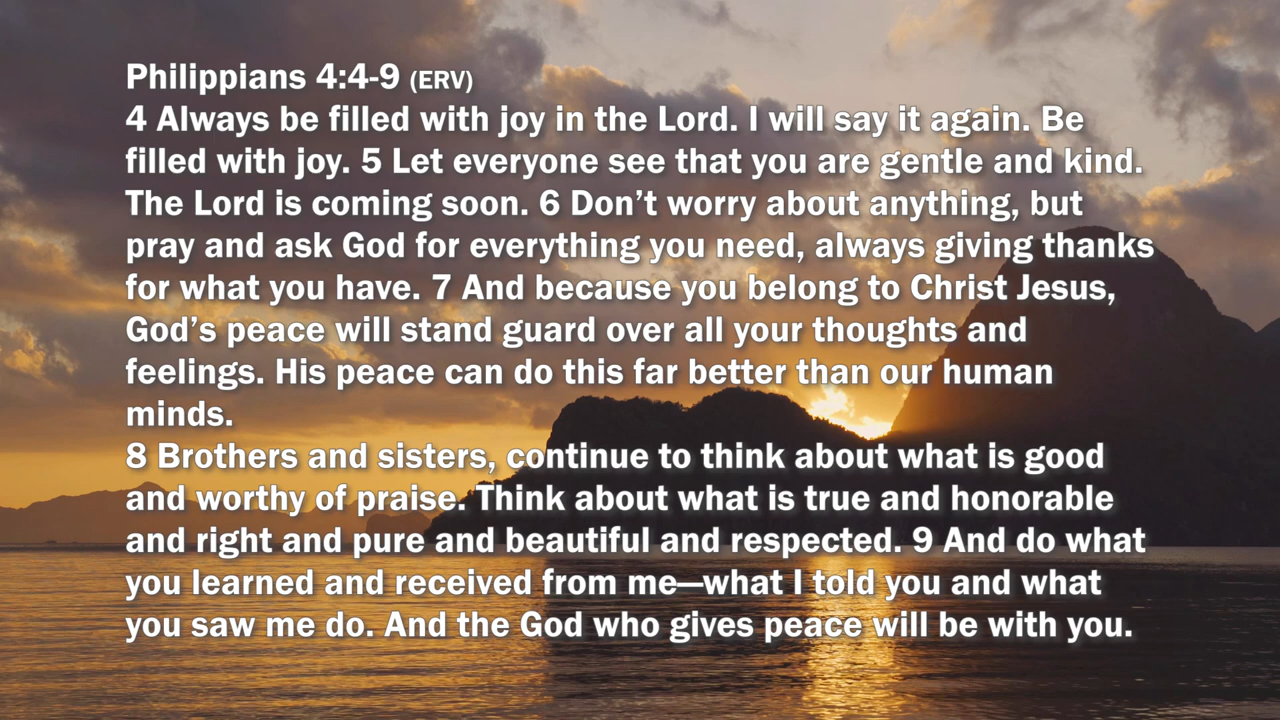 Philippians 4:4-9 (ERV)
4 Always be filled with joy in the Lord. I will say it again. Be
filled with joy. 5 Let everyone see that you are gentle and kind.
The Lord is coming soon. 6 Don’t worry about anything, but
pray and ask God for everything you need, always giving thanks
for what you have. 7 And because you belong to Christ Jesus,
God’s peace will stand guard over all your thoughts and
feelings. His peace can do this far better than our human
minds.
8 Brothers and sisters, continue to think about what is good
and worthy of praise. Think about what is true and honorable
and right and pure and beautiful and respected. 9 And do what
you learned and received from me—what I told you and what
you saw me do. And the God who gives peace will be with you.